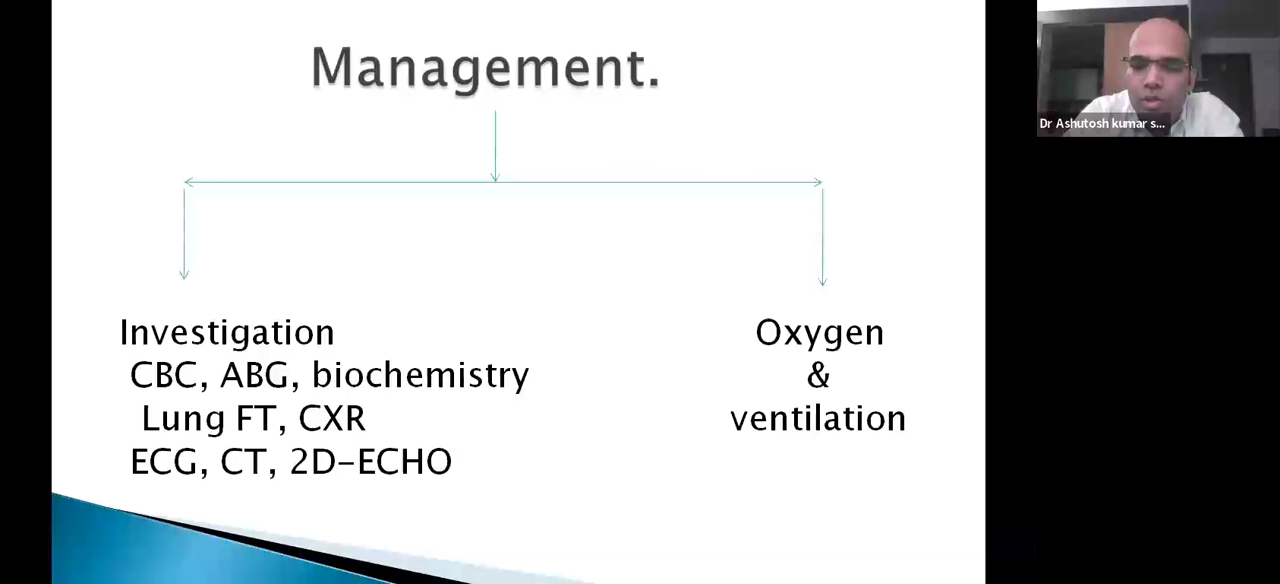 Management.
Investigation
CBC, ABG, biochemistry
Lung FT, CXR
ECG, CT, 2D-ECHO
Oxygen
&
ventilation
Dr Ashutosh kumar s...